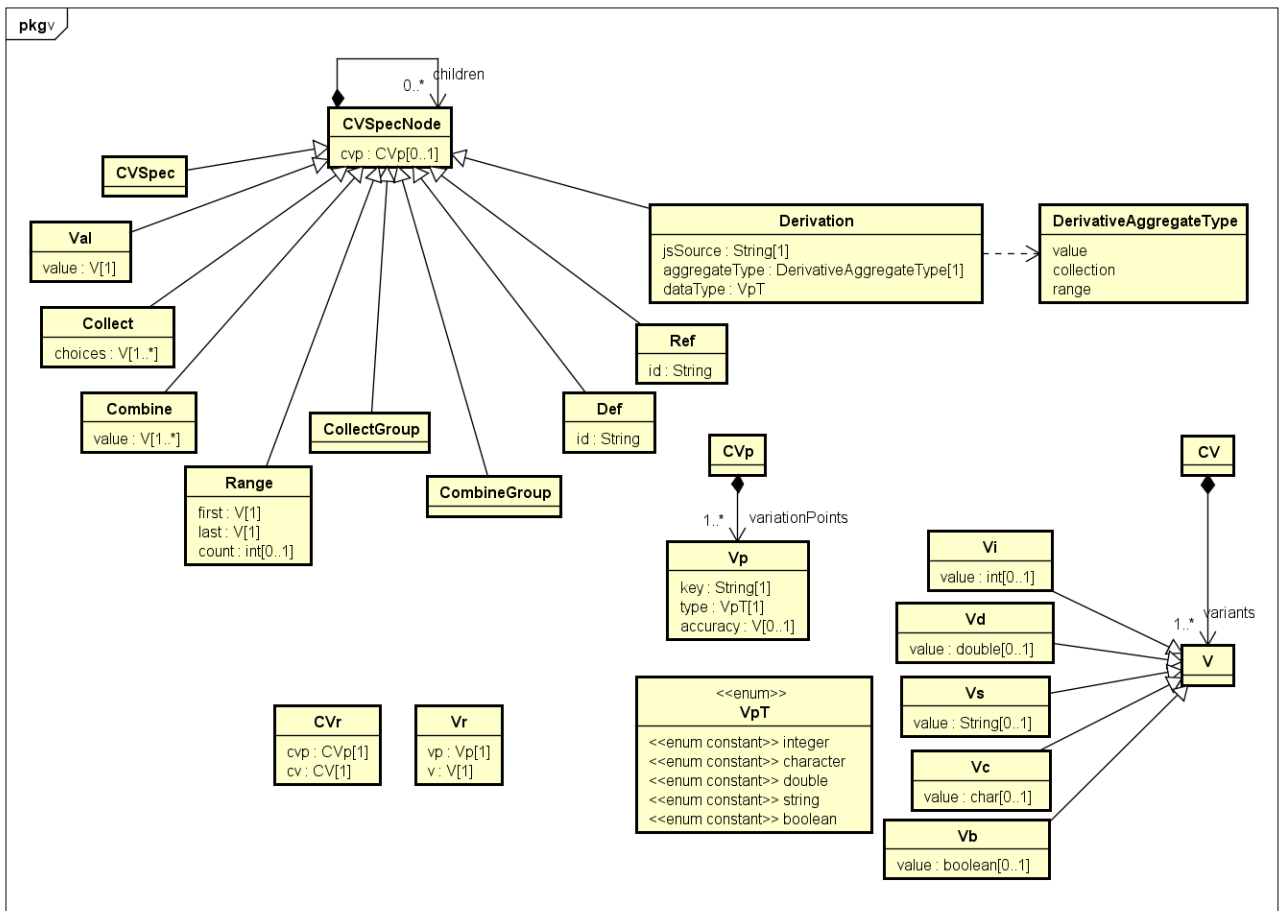 pkg v
children
0..*
CVSpecNode
cvp : CVp[0..1]
CVSpec
Val
value : V[1]
Collect
choices : V[1..*]
Combine
value : V[1..*]
Range
first : V[1]
last : V[1]
count : int[0..1]
CollectGroup
CombineGroup
Def
id : String
Ref
id : String
Derivation
jsSource : String[1]
aggregateType : DerivativeAggregateType[1]
dataType : VpT
DerivativeAggregateType
value
collection
range
CVp
1..*
variationPoints
Vp
key : String[1]
type : VpT[1]
accuracy : V[0..1]
CV
variants
1..*
V
Vi
value : int[0..1]
Vd
value : double[0..1]
Vs
value : String[0..1]
Vc
value : char[0..1]
Vb
value : boolean[0..1]
CVr
cvp : CVp[1]
cv : CV[1]
Vr
vp : Vp[1]
v : V[1]
<<enum>>
VpT
<<enum constant>> integer
<<enum constant>> character
<<enum constant>> double
<<enum constant>> string
<<enum constant>> boolean